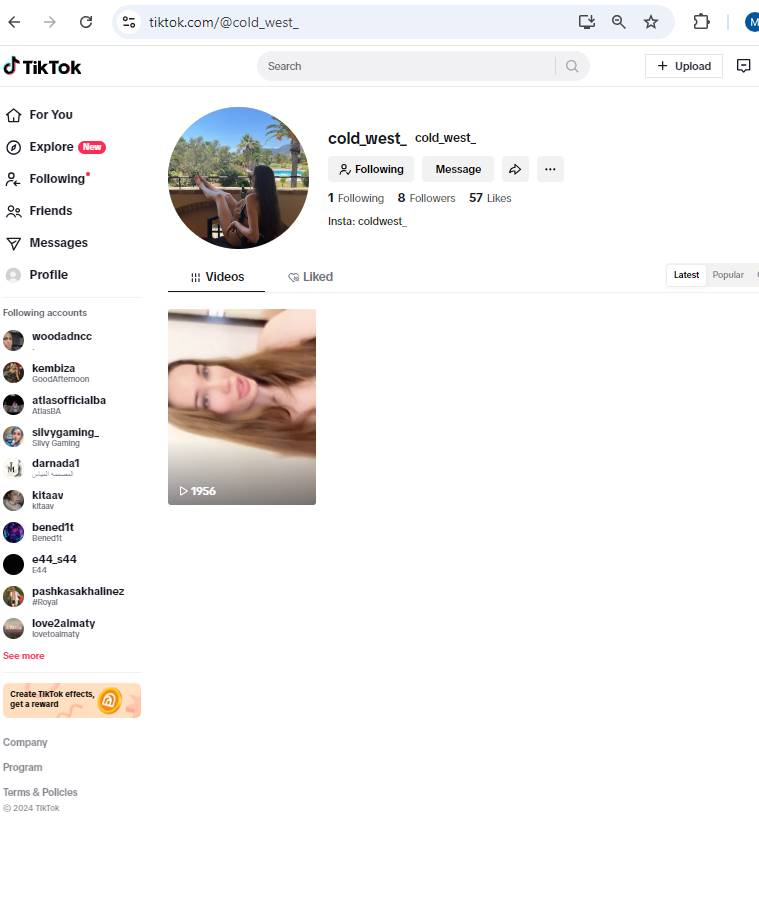 tiktok.com/@cold_west_
M
TikTok
Search
Upload
For You
Explore New
Following
Friends
Messages
Profile
Following accounts
woodadncc
.
kembiza
GoodAfternoon
atlasofficialba
AtlasBA
silvygaming_
Silvy Gaming
darnada1
kitaav
kitaav
bened1t
Bened1t
e44_s44
E44
pashkasakhalinez
#Royal
love2almaty
lovetoalmaty
See more
Create TikTok effects,
get a reward
Company
Program
Terms & Policies
© 2024 TikTok
cold_west_ cold_west_
Following Message
1 Following 8 Followers 57 Likes
Insta: coldwest_
Videos Liked
Latest Popular
1956